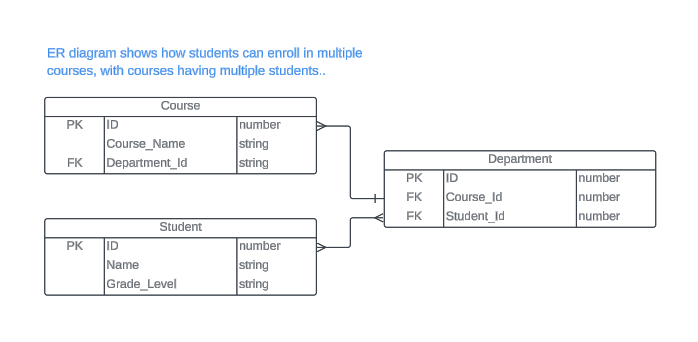 ER diagram shows how students can enroll in multiple
courses, with courses having multiple students..
Course
PK ID number
Course_Name string
FK Department_Id string
Department
PK ID number
FK Course_Id number
FK Student_Id number
Student
PK ID number
Name string
Grade_Level string